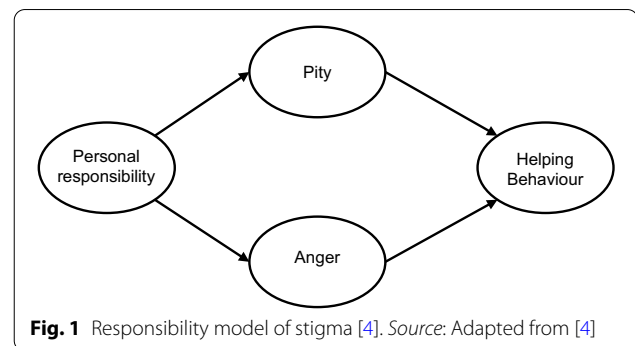 Pity
Personal
responsibility
Helping
Behaviour
Anger
Fig. 1 Responsibility model of stigma [4]. Source: Adapted from [4]